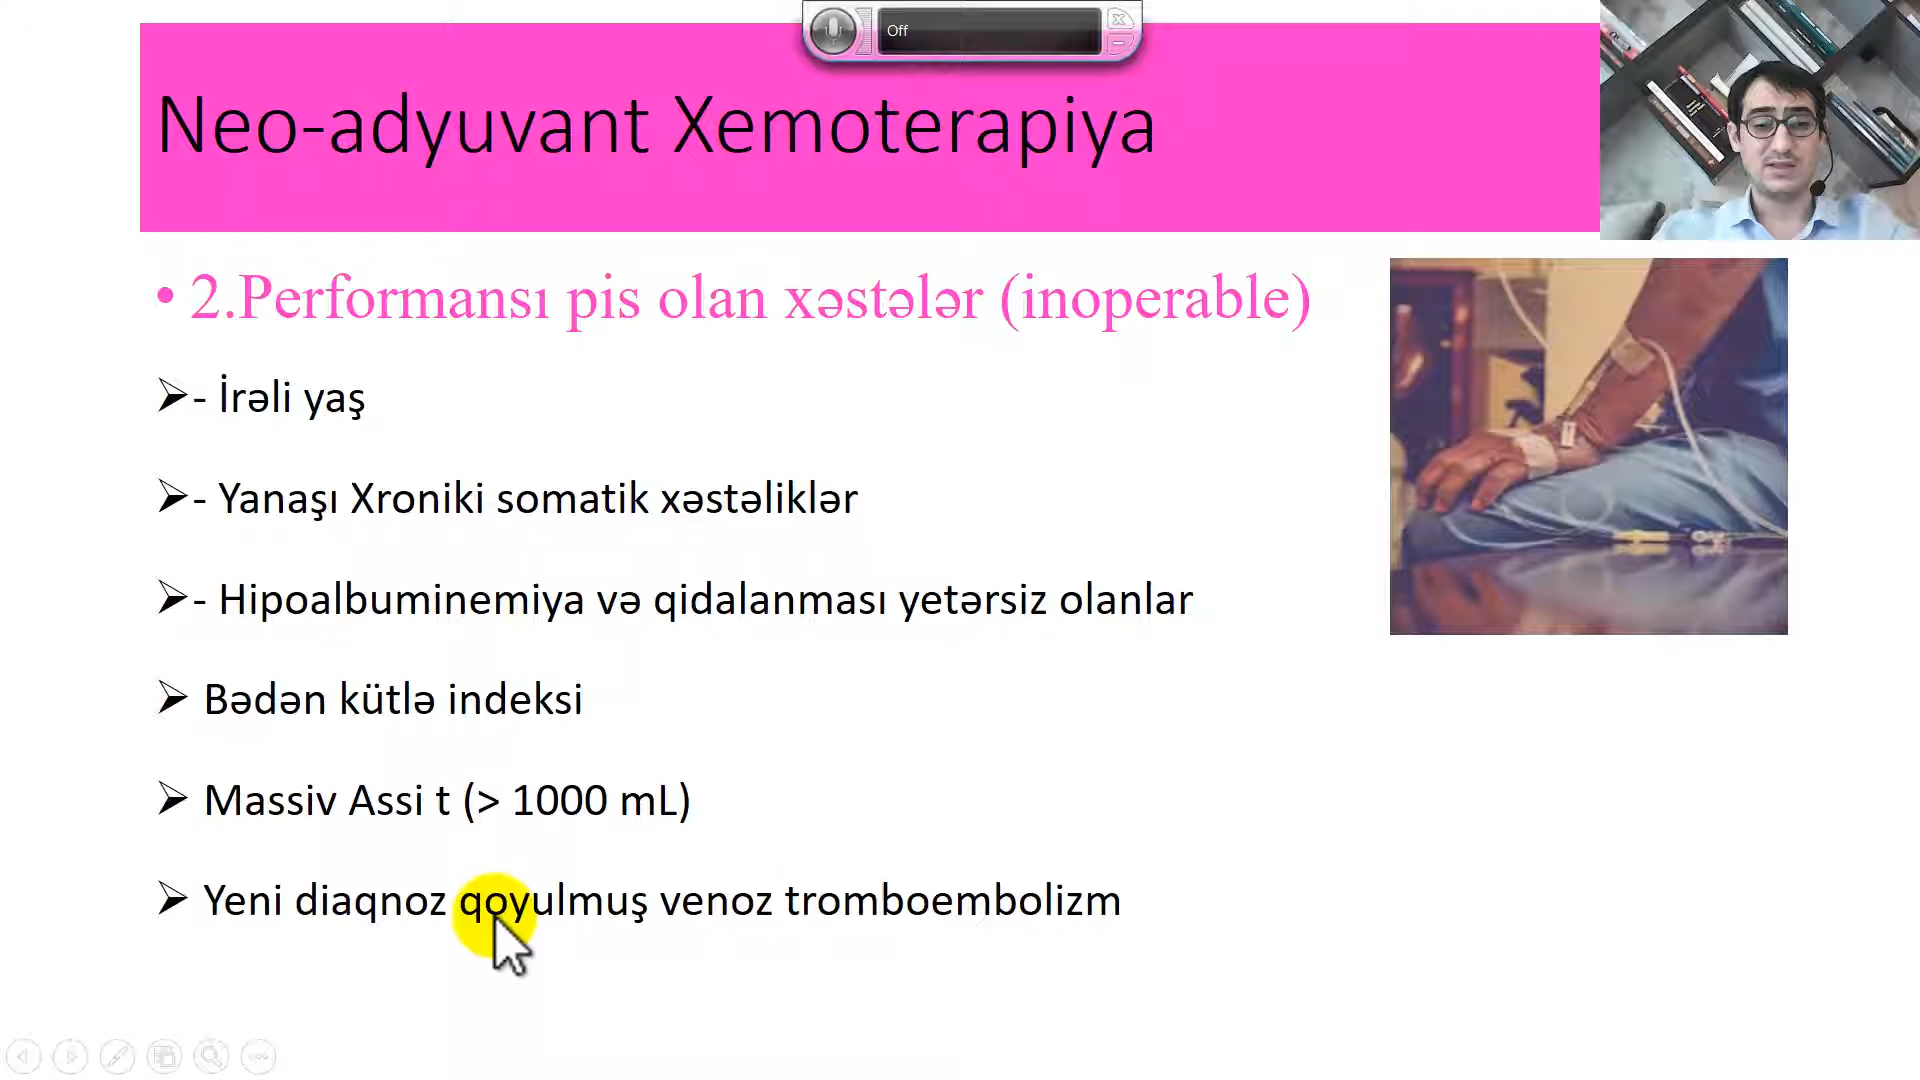 Off
Neo-adyuvant Xemoterapiya
• 2.Performansı pis olan xəstələr (inoperable)
➢- İrəli yaş
➢- Yanaşı Xroniki somatik xəstəliklər
➢- Hipoalbuminemiya və qidalanması yetərsiz olanlar
➢ Bədən kütlə indeksi
➢ Massiv Assi t (> 1000 mL)
➢ Yeni diaqnoz qoyulmuş venoz tromboembolizm